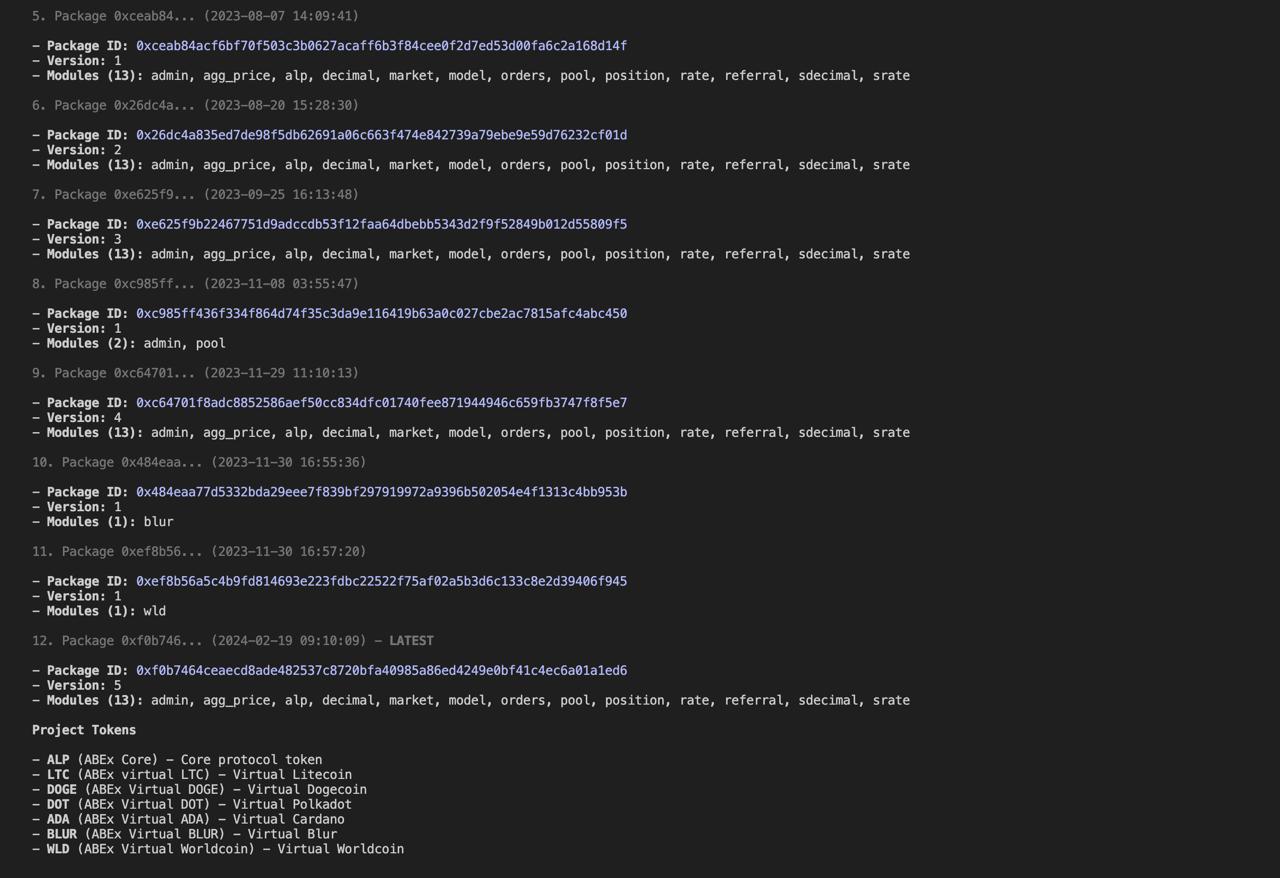 5. Package 0xceab84... (2023-08-07 14:09:41)
– Package ID: 0xceab84acf6bf70f503c3b0627acaff6b3f84cee0f2d7ed53d00fa6c2a168d14f
– Version: 1
– Modules (13): admin, agg_price, alp, decimal, market, model, orders, pool, position, rate, referral, sdecimal, srate
6. Package 0x26dc4a... (2023-08-20 15:28:30)
– Package ID: 0x26dc4a835ed7de98f5db62691a06c663f474e842739a79ebe9e59d76232cf01d
– Version: 2
– Modules (13): admin, agg_price, alp, decimal, market, model, orders, pool, position, rate, referral, sdecimal, srate
7. Package 0xe625f9... (2023-09-25 16:13:48)
– Package ID: 0xe625f9b22467751d9adccdb53f12faa64dbebb5343d2f9f52849b012d55809f5
– Version: 3
– Modules (13): admin, agg_price, alp, decimal, market, model, orders, pool, position, rate, referral, sdecimal, srate
8. Package 0xc985ff... (2023-11-08 03:55:47)
– Package ID: 0xc985ff436f334f864d74f35c3da9e116419b63a0c027cbe2ac7815afc4abc450
– Version: 1
– Modules (2): admin, pool
9. Package 0xc64701... (2023-11-29 11:10:13)
– Package ID: 0xc64701f8adc8852586aef50cc834dfc01740fee871944946c659fb3747f8f5e7
– Version: 4
– Modules (13): admin, agg_price, alp, decimal, market, model, orders, pool, position, rate, referral, sdecimal, srate
10. Package 0x484eaa... (2023-11-30 16:55:36)
– Package ID: 0x484eaa77d5332bda29eee7f839bf297919972a9396b502054e4f1313c4bb953b
– Version: 1
– Modules (1): blur
11. Package 0xef8b56... (2023-11-30 16:57:20)
– Package ID: 0xef8b56a5c4b9fd814693e223fdbc22522f75af02a5b3d6c133c8e2d39406f945
– Version: 1
– Modules (1): wld
12. Package 0xf0b746... (2024-02-19 09:10:09) – LATEST
– Package ID: 0xf0b7464ceaecd8ade482537c8720bfa40985a86ed4249e0bf41c4ec6a01a1ed6
– Version: 5
– Modules (13): admin, agg_price, alp, decimal, market, model, orders, pool, position, rate, referral, sdecimal, srate
Project Tokens
– ALP (ABEx Core) – Core protocol token
– LTC (ABEx virtual LTC) – Virtual Litecoin
– DOGE (ABEx Virtual DOGE) – Virtual Dogecoin
– DOT (ABEx Virtual DOT) – Virtual Polkadot
– ADA (ABEx Virtual ADA) – Virtual Cardano
– BLUR (ABEx Virtual BLUR) – Virtual Blur
– WLD (ABEx Virtual Worldcoin) – Virtual Worldcoin